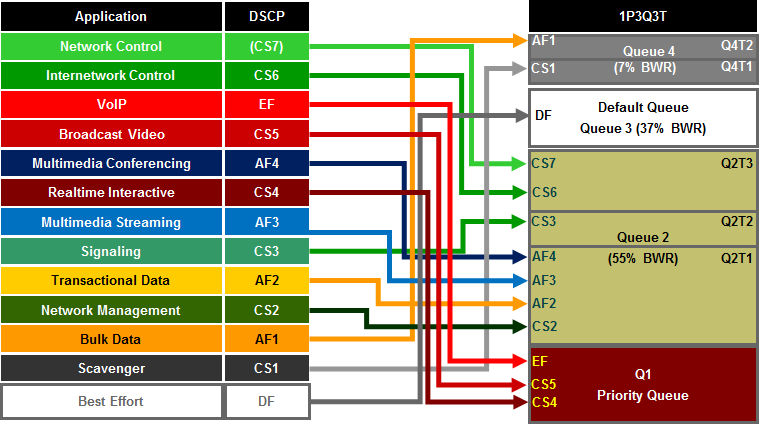 Application DSCP 1P3Q3T
Network Control (CS7)
Internetwork Control CS6
VoIP EF
Broadcast Video CS5
Multimedia Conferencing AF4
Realtime Interactive CS4
Multimedia Streaming AF3
Signaling CS3
Transactional Data AF2
Network Management CS2
Bulk Data AF1
Scavenger CS1
Best Effort DF
AF1 Q4T2
Queue 4
CS1 (7% BWR) Q4T1
Default Queue
DF
Queue 3 (37% BWR)
CS7 Q2T3
CS6
CS3 Q2T2
Queue 2
AF4 (55% BWR) Q2T1
AF3
AF2
CS2
EF
Q1
CS5
Priority Queue
CS4